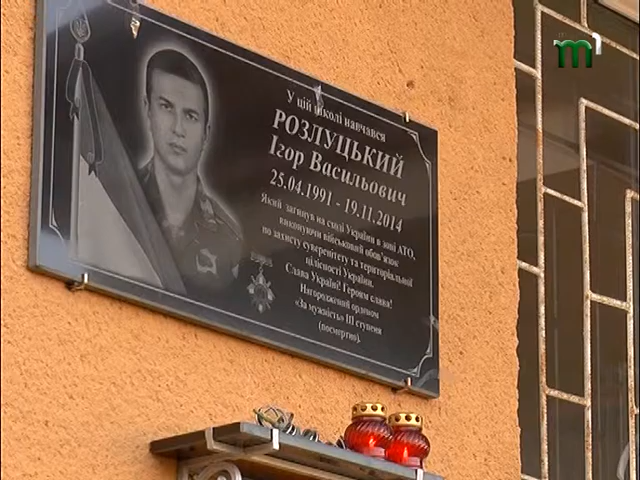 m1
У цій школі навчався
РОЗЛУЦЬКИЙ
Ігор Васильович
25.04.1991 - 19.11.2014
Який загинув на сході України в зоні АТО,
виконуючи військовий обов'язок
по захисту суверенітету та територіальної
цілісності України.
Слава Україні! Героям слава!
Нагороджений орденом
«За мужність» III ступеня
(посмертно).